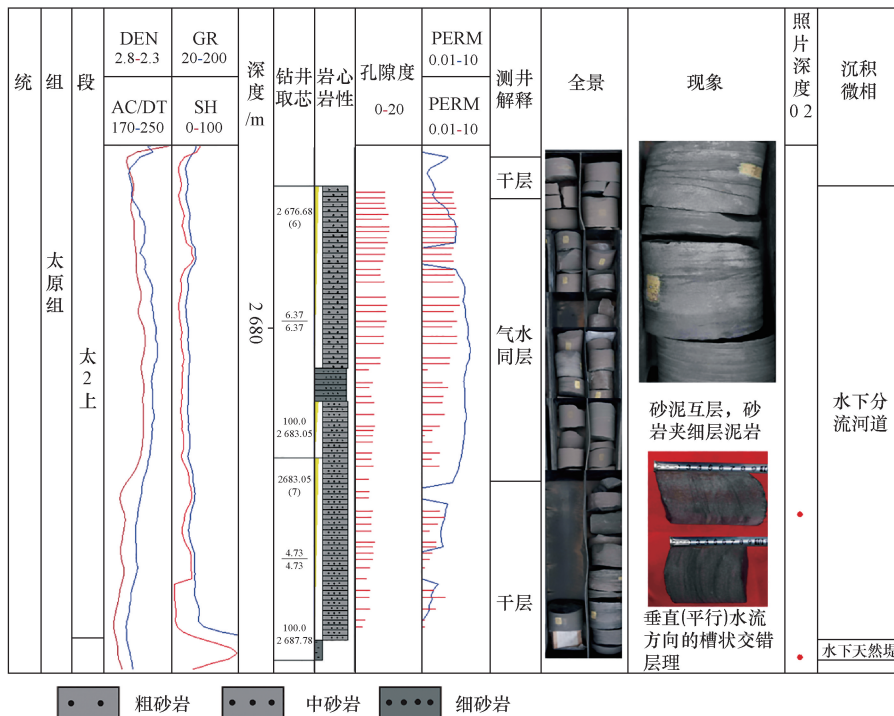 统
组
段
DEN
2.8-2.3
GR
20-200
AC/DT
170-250
SH
0-100
深度
/m
钻井
取芯
岩心
岩性
孔隙度
0-20
PERM
0.01-10
PERM
0.01-10
测井
解释
全景
现象
照片深度
0 2
沉积
微相
太原组
太2上
2 680
2 676.68
(6)
6.37
6.37
100.0
2 683.05
2683.05
(7)
4.73
4.73
100.0
2 687.78
干层
气水
同层
干层
砂泥互层，砂
岩夹细层泥岩
垂直(平行)水流
方向的槽状交错
层理
水下分
流河道
水下天然堤
粗砂岩
中砂岩
细砂岩